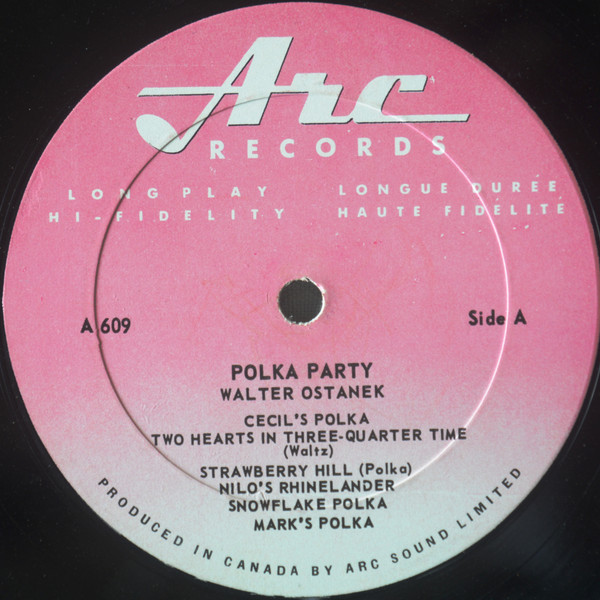 Arc
RECORDS
LONG PLAY
HI-FIDELITY
LONGUE DURÉE
HAUTE FIDÉLITÉ
A 609
Side A
POLKA PARTY
WALTER OSTANEK
CECIL'S POLKA
TWO HEARTS IN THREE-QUARTER TIME
(Waltz)
STRAWBERRY HILL (Polka)
NILO'S RHINELANDER
SNOWFLAKE POLKA
MARK'S POLKA
PRODUCED IN CANADA BY ARC SOUND LIMITED